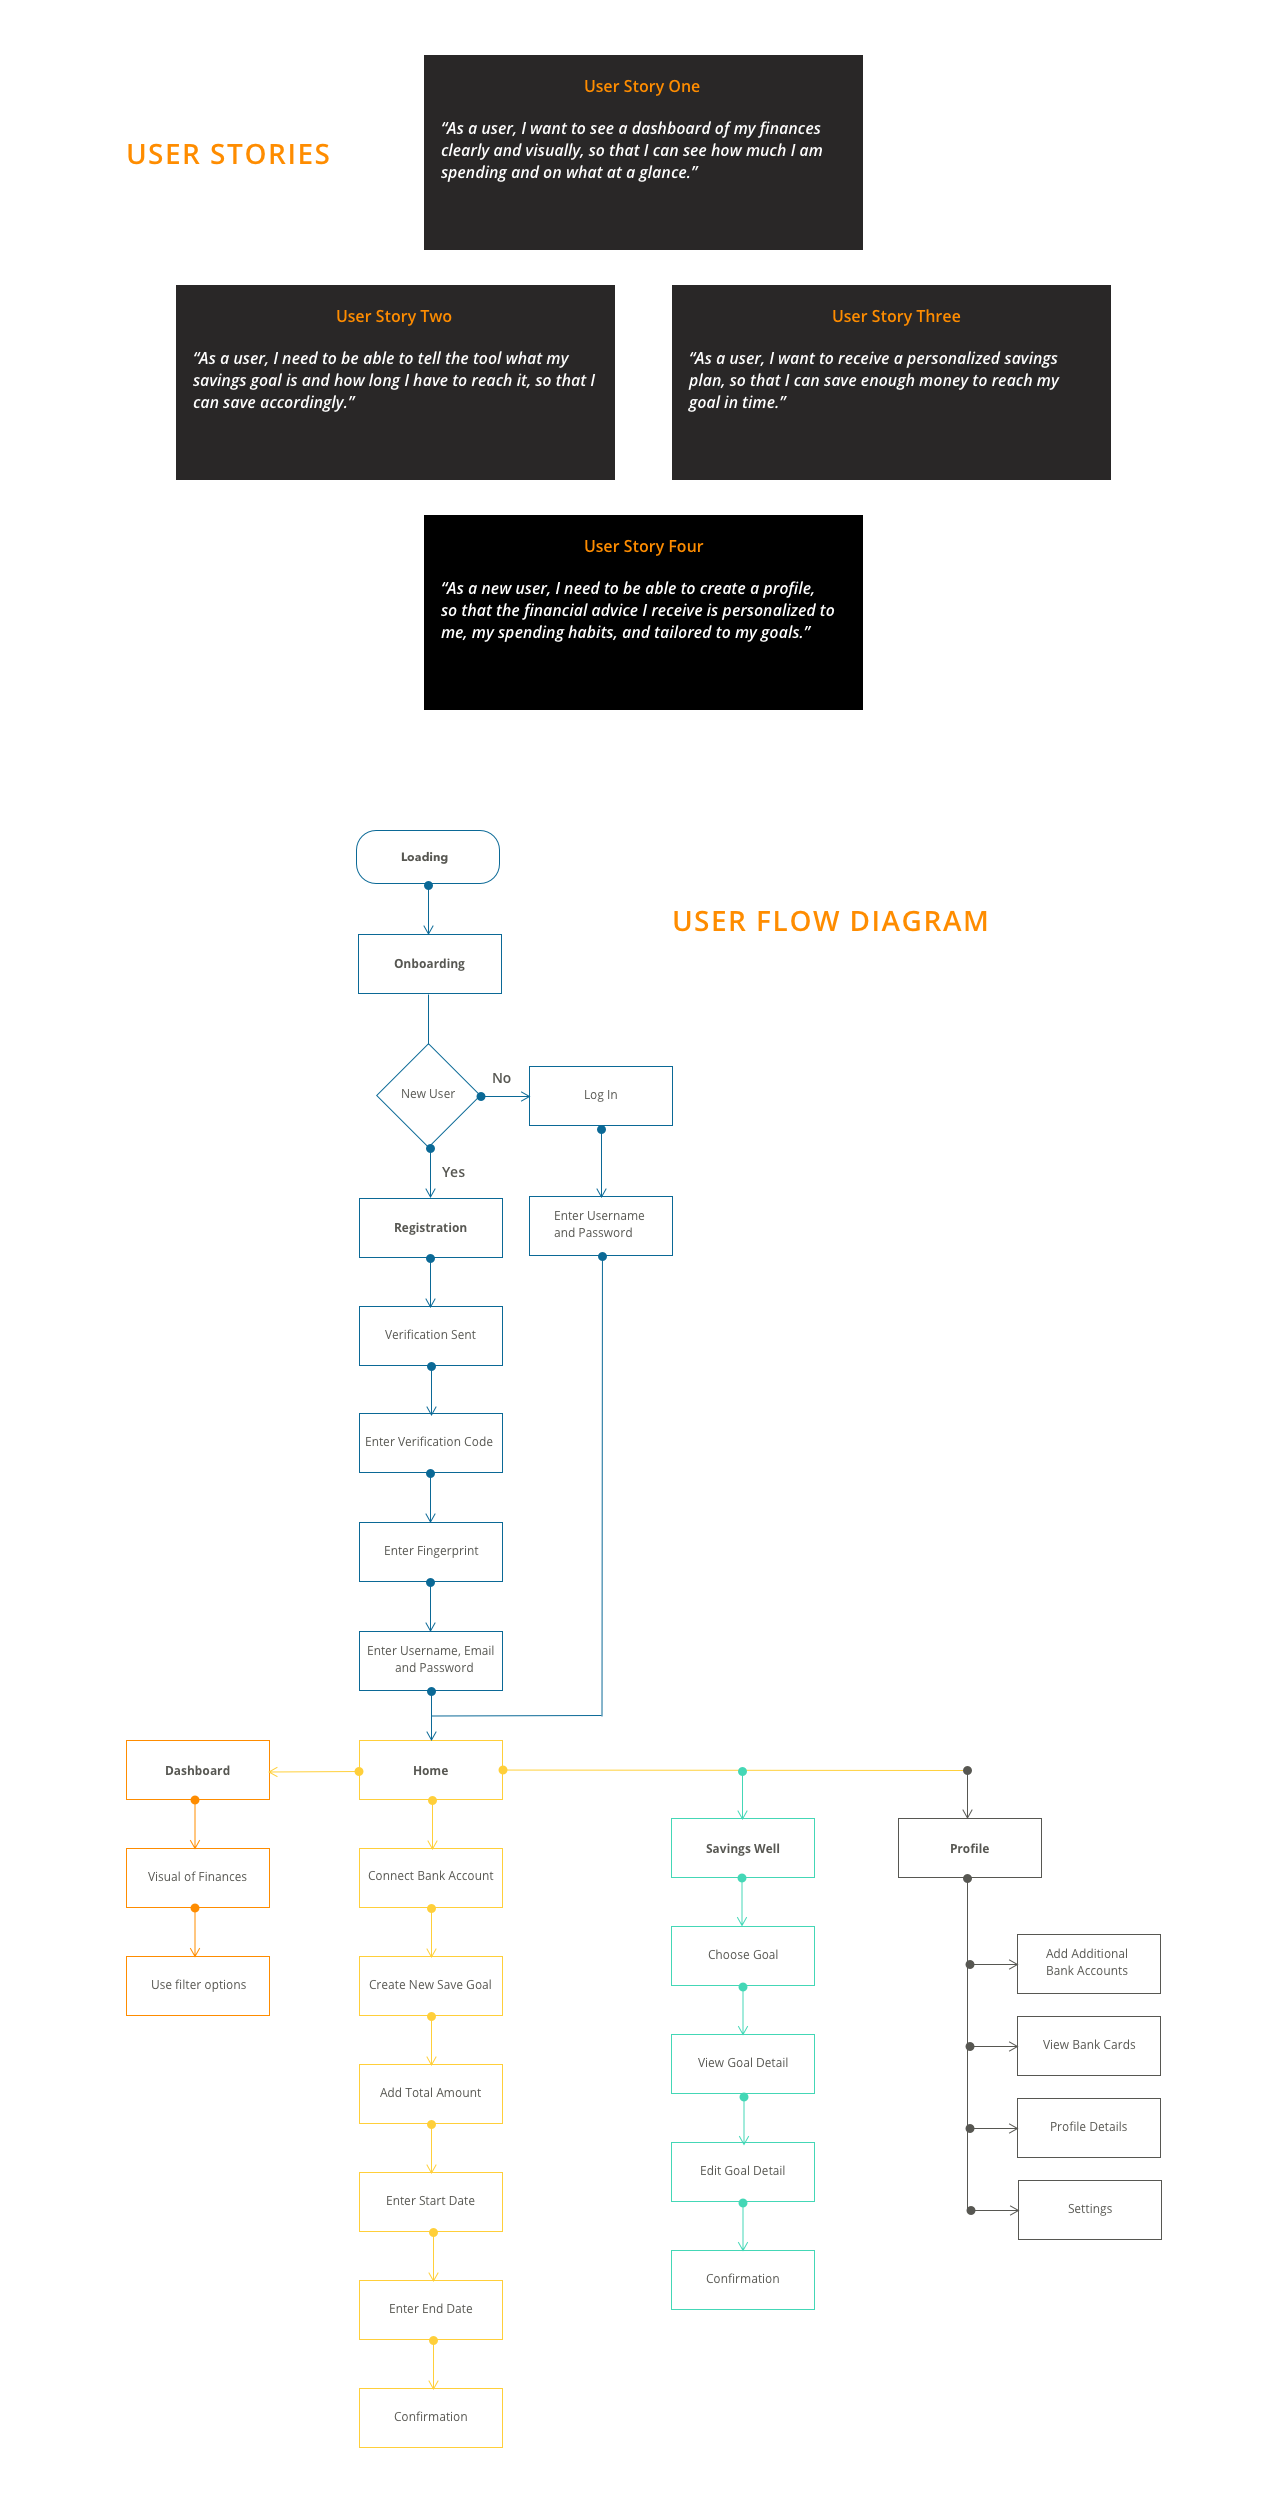 User Story One
“As a user, I want to see a dashboard of my finances
clearly and visually, so that I can see how much I am
spending and on what at a glance.”
USER STORIES
User Story Two
“As a user, I need to be able to tell the tool what my
savings goal is and how long I have to reach it, so that I
can save accordingly.”
User Story Three
“As a user, I want to receive a personalized savings
plan, so that I can save enough money to reach my
goal in time.”
User Story Four
“As a new user, I need to be able to create a profile,
so that the financial advice I receive is personalized to
me, my spending habits, and tailored to my goals.”
USER FLOW DIAGRAM
Loading
Onboarding
New User
No
Log In
Yes
Enter Username
and Password
Registration
Verification Sent
Enter Verification Code
Enter Fingerprint
Enter Username, Email
and Password
Dashboard
Visual of Finances
Use filter options
Home
Connect Bank Account
Create New Save Goal
Add Total Amount
Enter Start Date
Enter End Date
Confirmation
Savings Well
Choose Goal
View Goal Detail
Edit Goal Detail
Confirmation
Profile
Add Additional
Bank Accounts
View Bank Cards
Profile Details
Settings